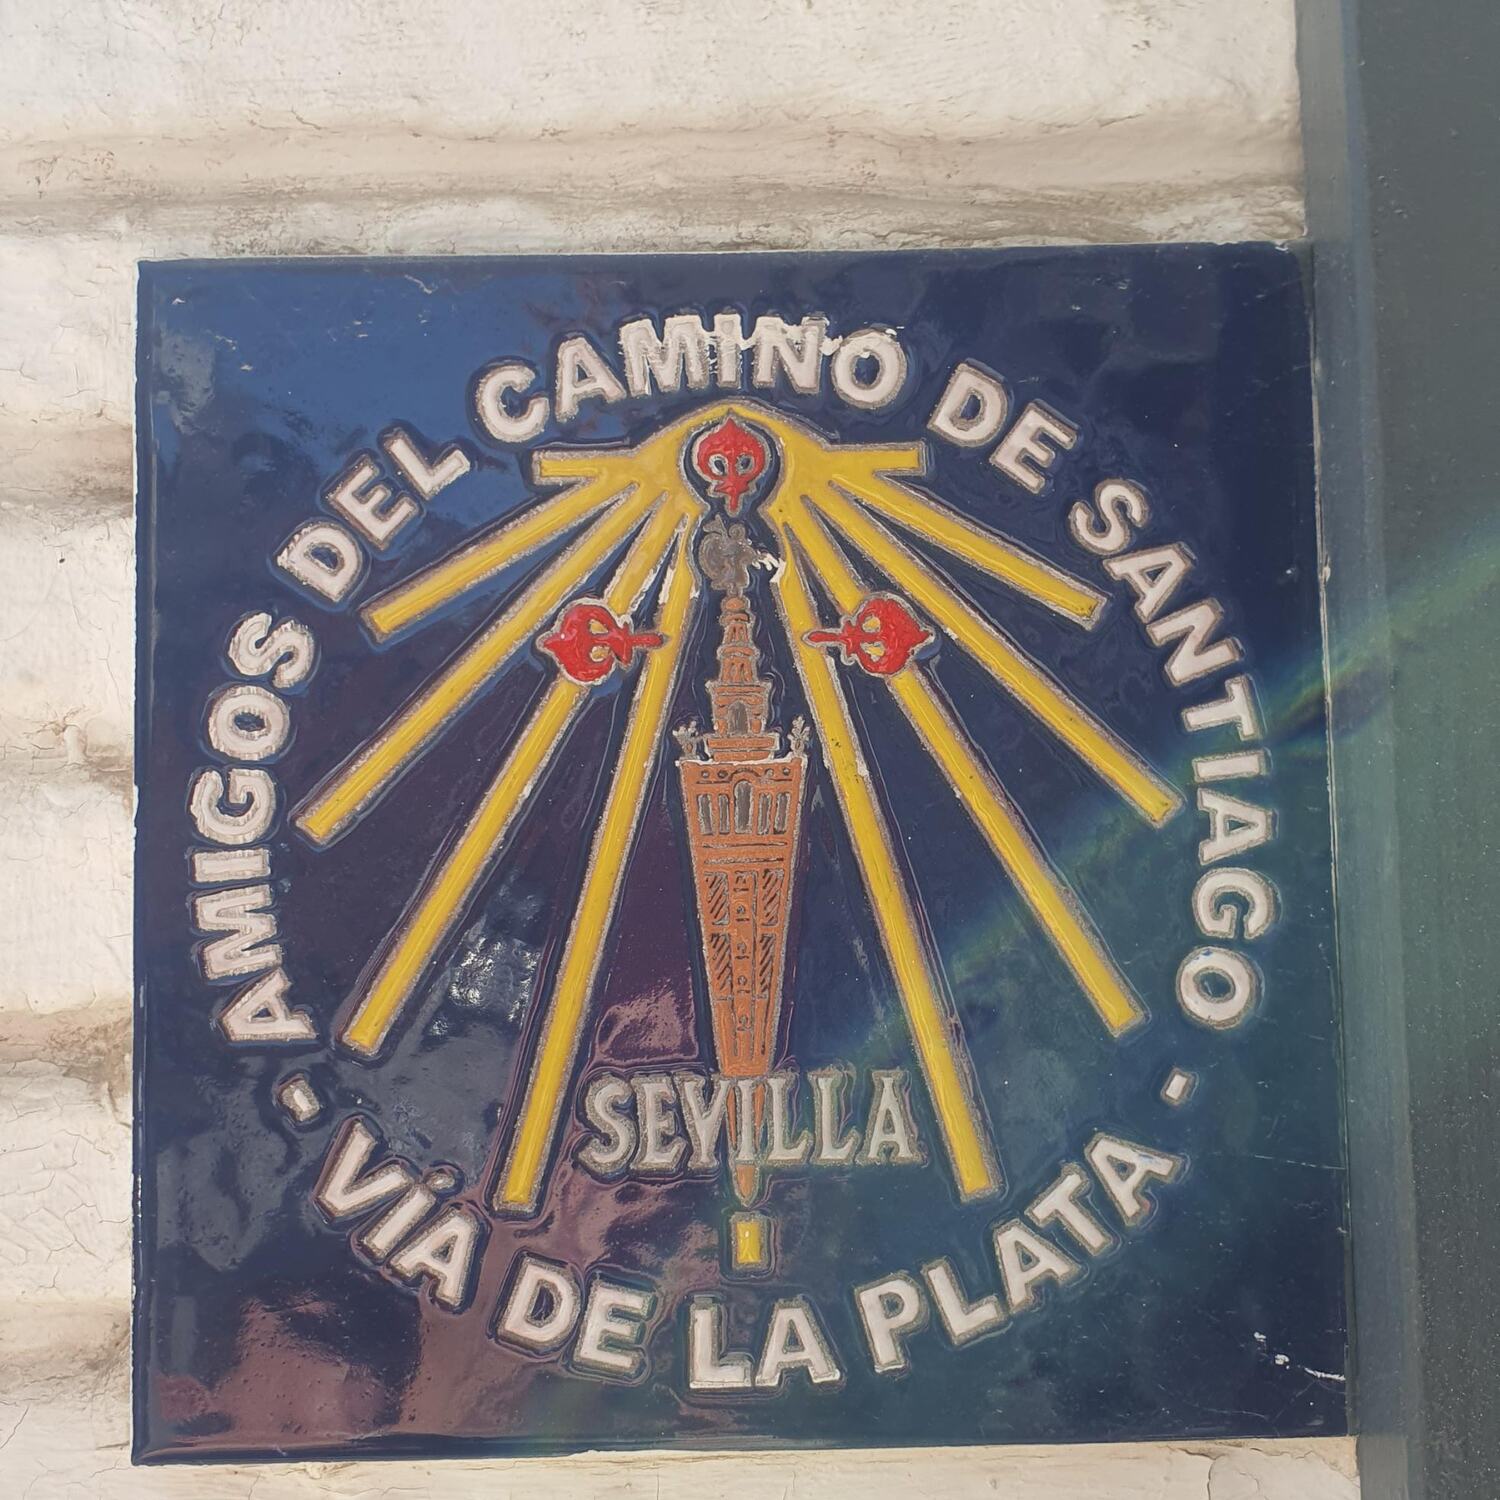 AMIGOS DEL CAMINO DE SANTIAGO
SEVILLA
VÍA DE LA PLATA